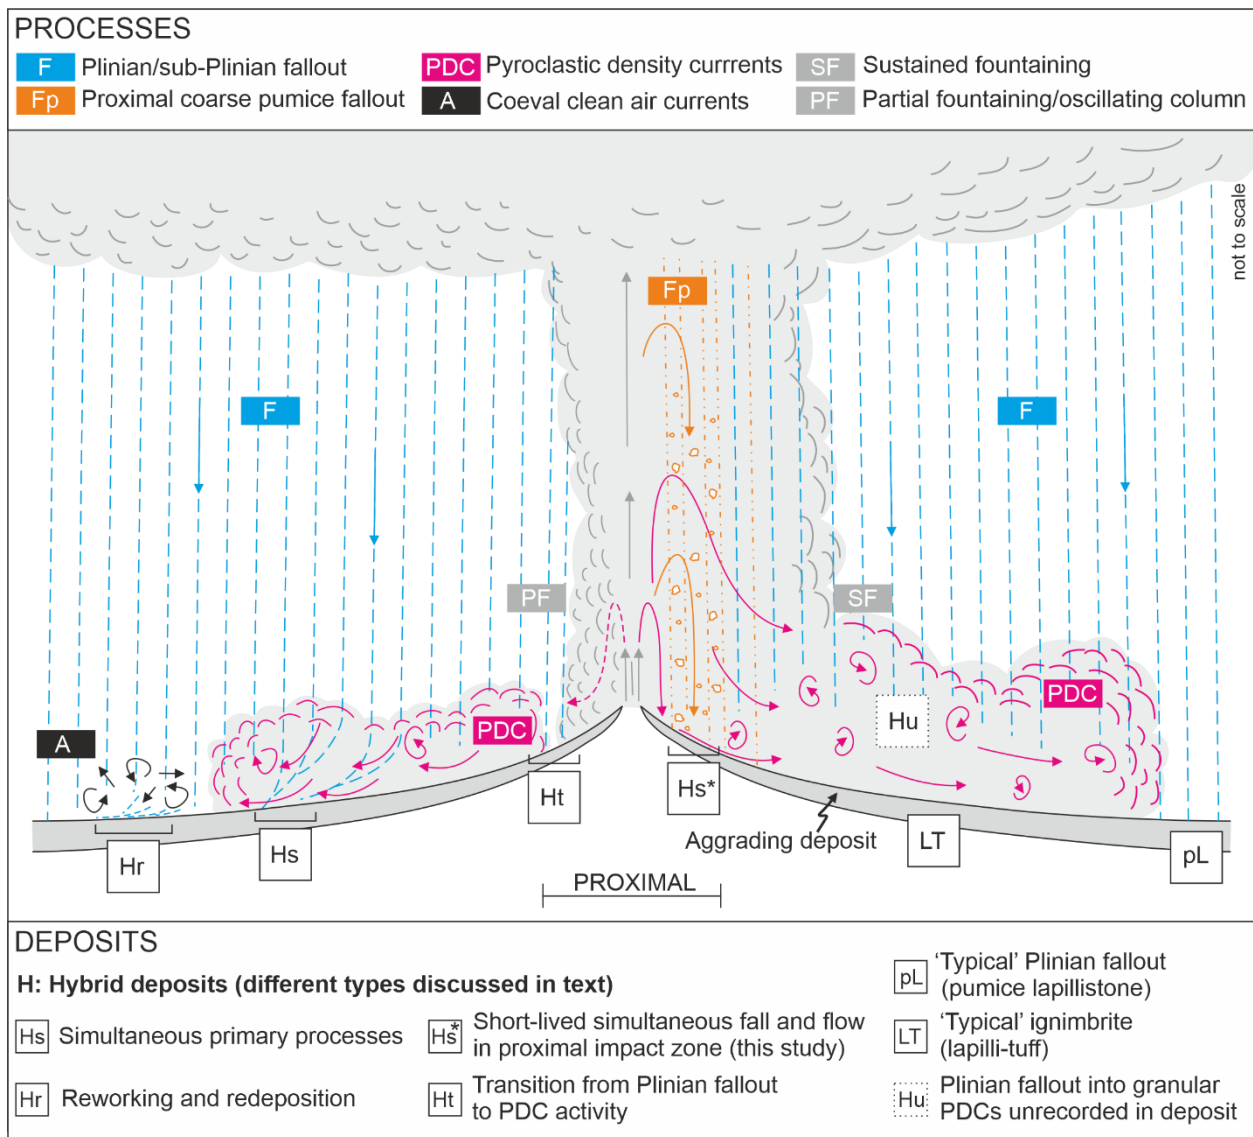 PROCESSES
F Plinian/sub-Plinian fallout
PDC Pyroclastic density currrents
SF Sustained fountaining
Fp Proximal coarse pumice fallout
A Coeval clean air currents
PF Partial fountaining/oscillating column
not to scale
Fp
F
F
PF
SF
PDC
Hu
PDC
A
Ht
Hs*
Aggrading deposit
Hr
Hs
LT
pL
PROXIMAL
DEPOSITS
H: Hybrid deposits (different types discussed in text)
Hs Simultaneous primary processes
Hr Reworking and redeposition
Hs* Short-lived simultaneous fall and flow
in proximal impact zone (this study)
Ht Transition from Plinian fallout
to PDC activity
pL 'Typical' Plinian fallout
(pumice lapillistone)
LT 'Typical' ignimbrite
(lapilli-tuff)
Hu Plinian fallout into granular
PDCs unrecorded in deposit